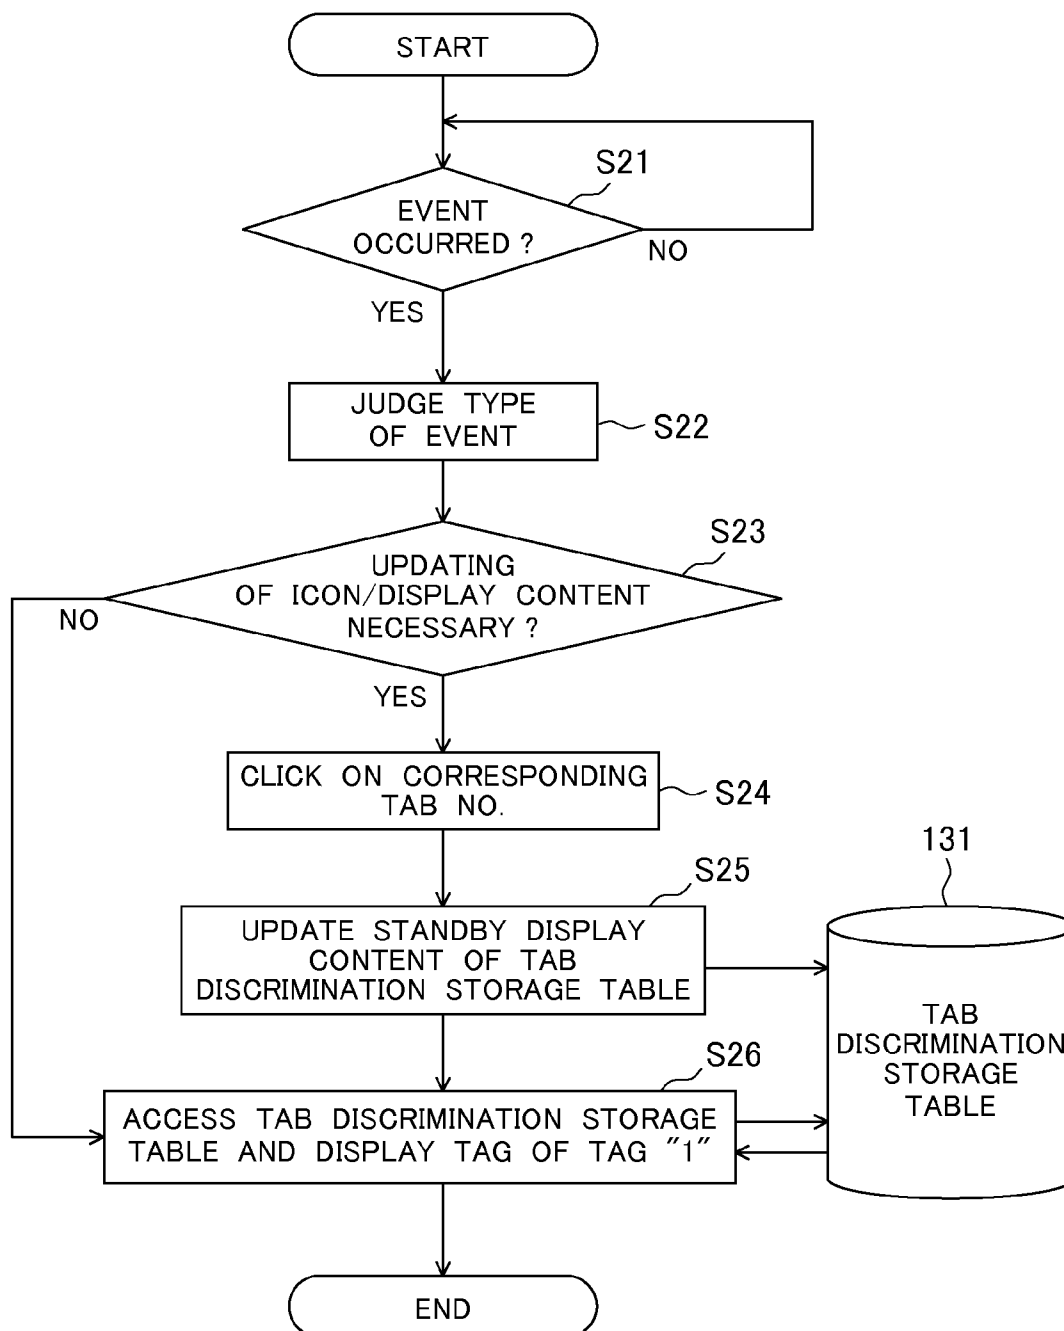 START
S21
EVENT
OCCURRED ?
NO
YES
JUDGE TYPE
OF EVENT
S22
S23
UPDATING
OF ICON/DISPLAY CONTENT
NECESSARY ?
NO
YES
CLICK ON CORRESPONDING
TAB NO.
S24
S25
UPDATE STANDBY DISPLAY
CONTENT OF TAB
DISCRIMINATION STORAGE TABLE
131
TAB
DISCRIMINATION
STORAGE
TABLE
S26
ACCESS TAB DISCRIMINATION STORAGE
TABLE AND DISPLAY TAG OF TAG "1"
END